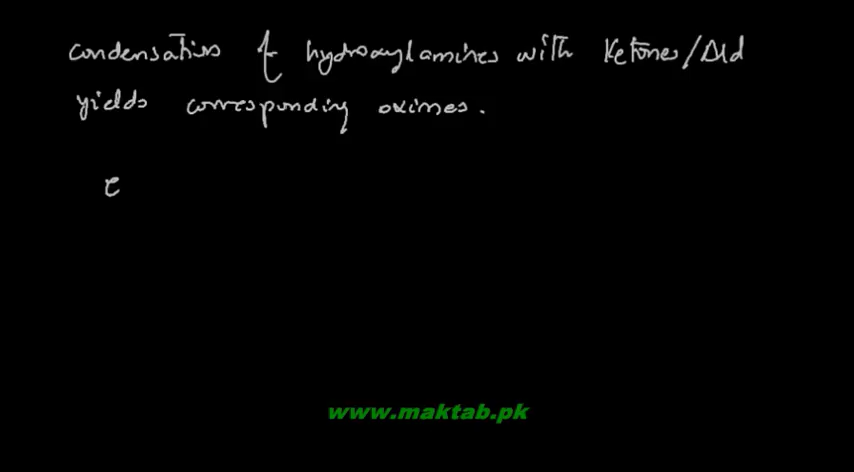 condensation of hydroxylamines with Ketones/Ald
yields corresponding oximes.
C
www.maktab.pk